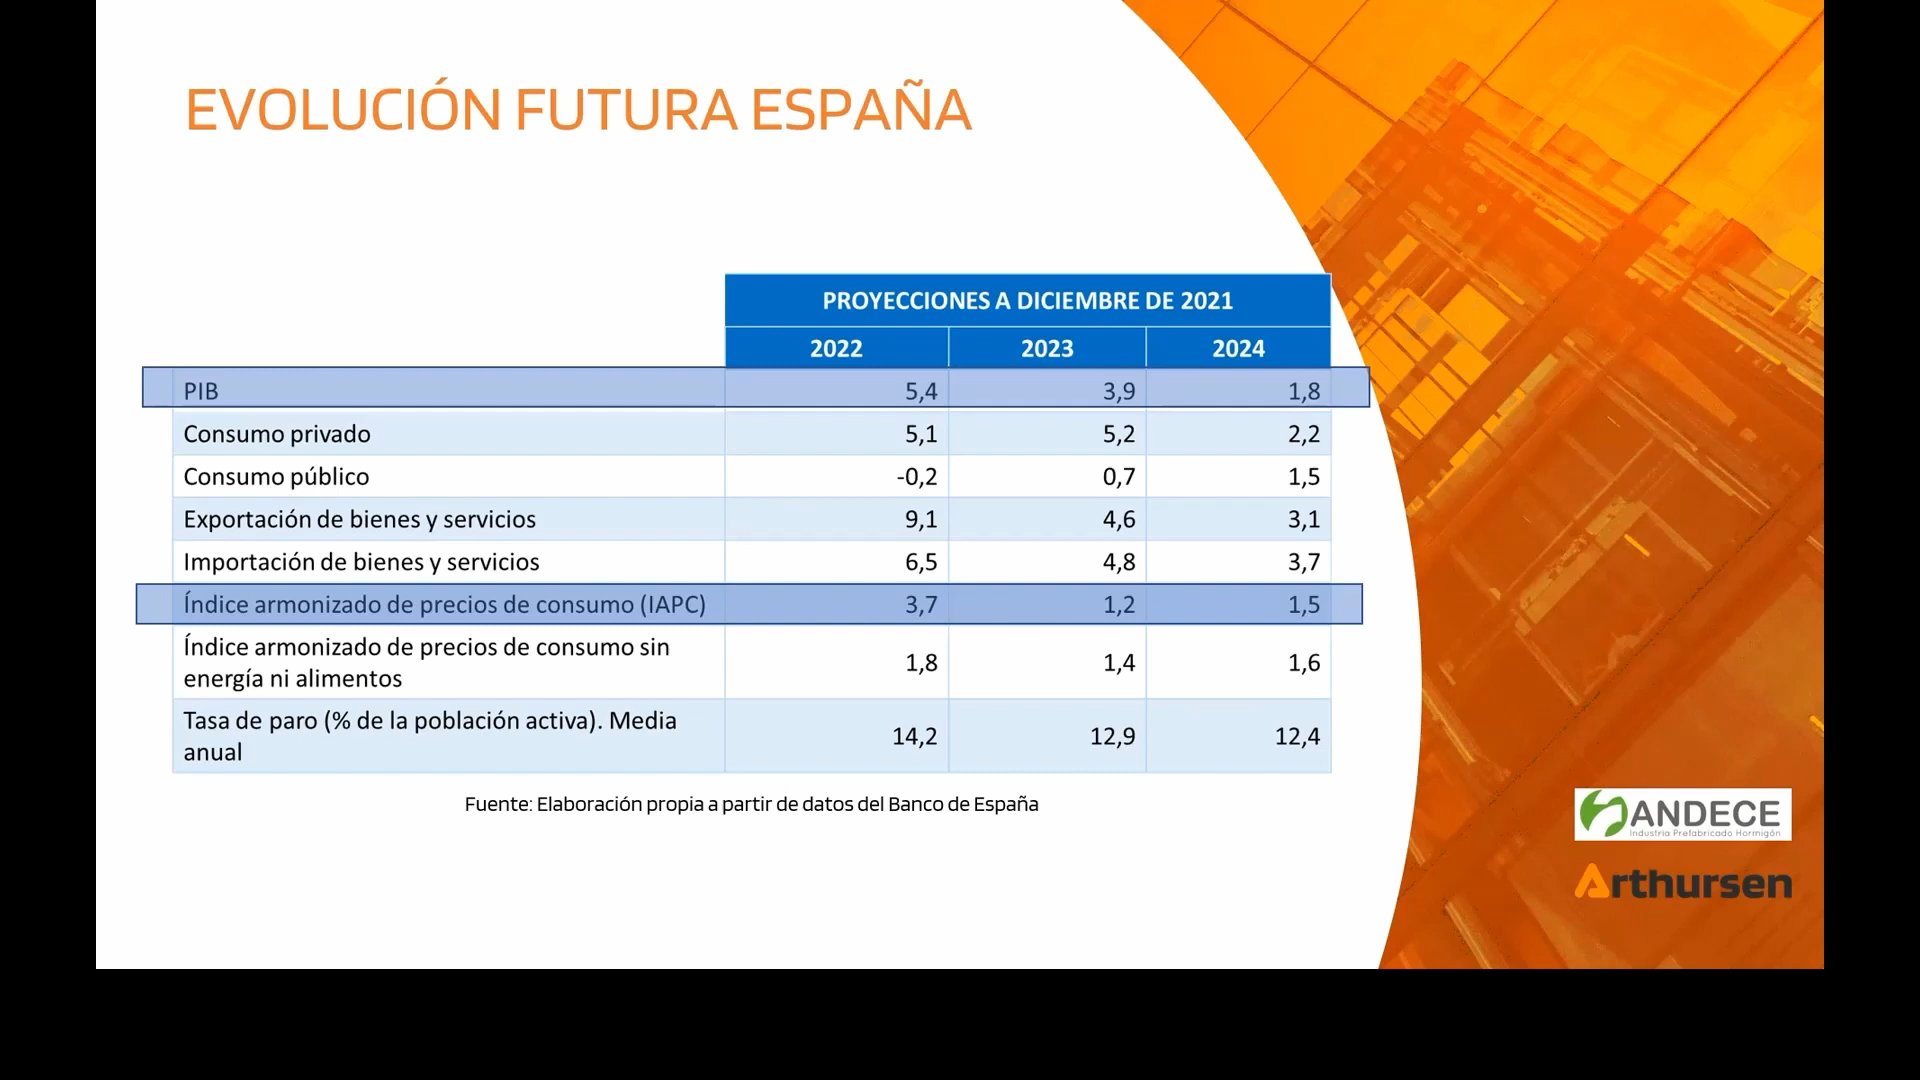 EVOLUCIÓN FUTURA ESPAÑA
PROYECCIONES A DICIEMBRE DE 2021
2022 2023 2024
PIB 5,4 3,9 1,8
Consumo privado 5,1 5,2 2,2
Consumo público -0,2 0,7 1,5
Exportación de bienes y servicios 9,1 4,6 3,1
Importación de bienes y servicios 6,5 4,8 3,7
Índice armonizado de precios de consumo (IAPC) 3,7 1,2 1,5
Índice armonizado de precios de consumo sin
energía ni alimentos 1,8 1,4 1,6
Tasa de paro (% de la población activa). Media
anual 14,2 12,9 12,4
Fuente: Elaboración propia a partir de datos del Banco de España
ANDECE
Industria Prefabricado Hormigón
Arthursen